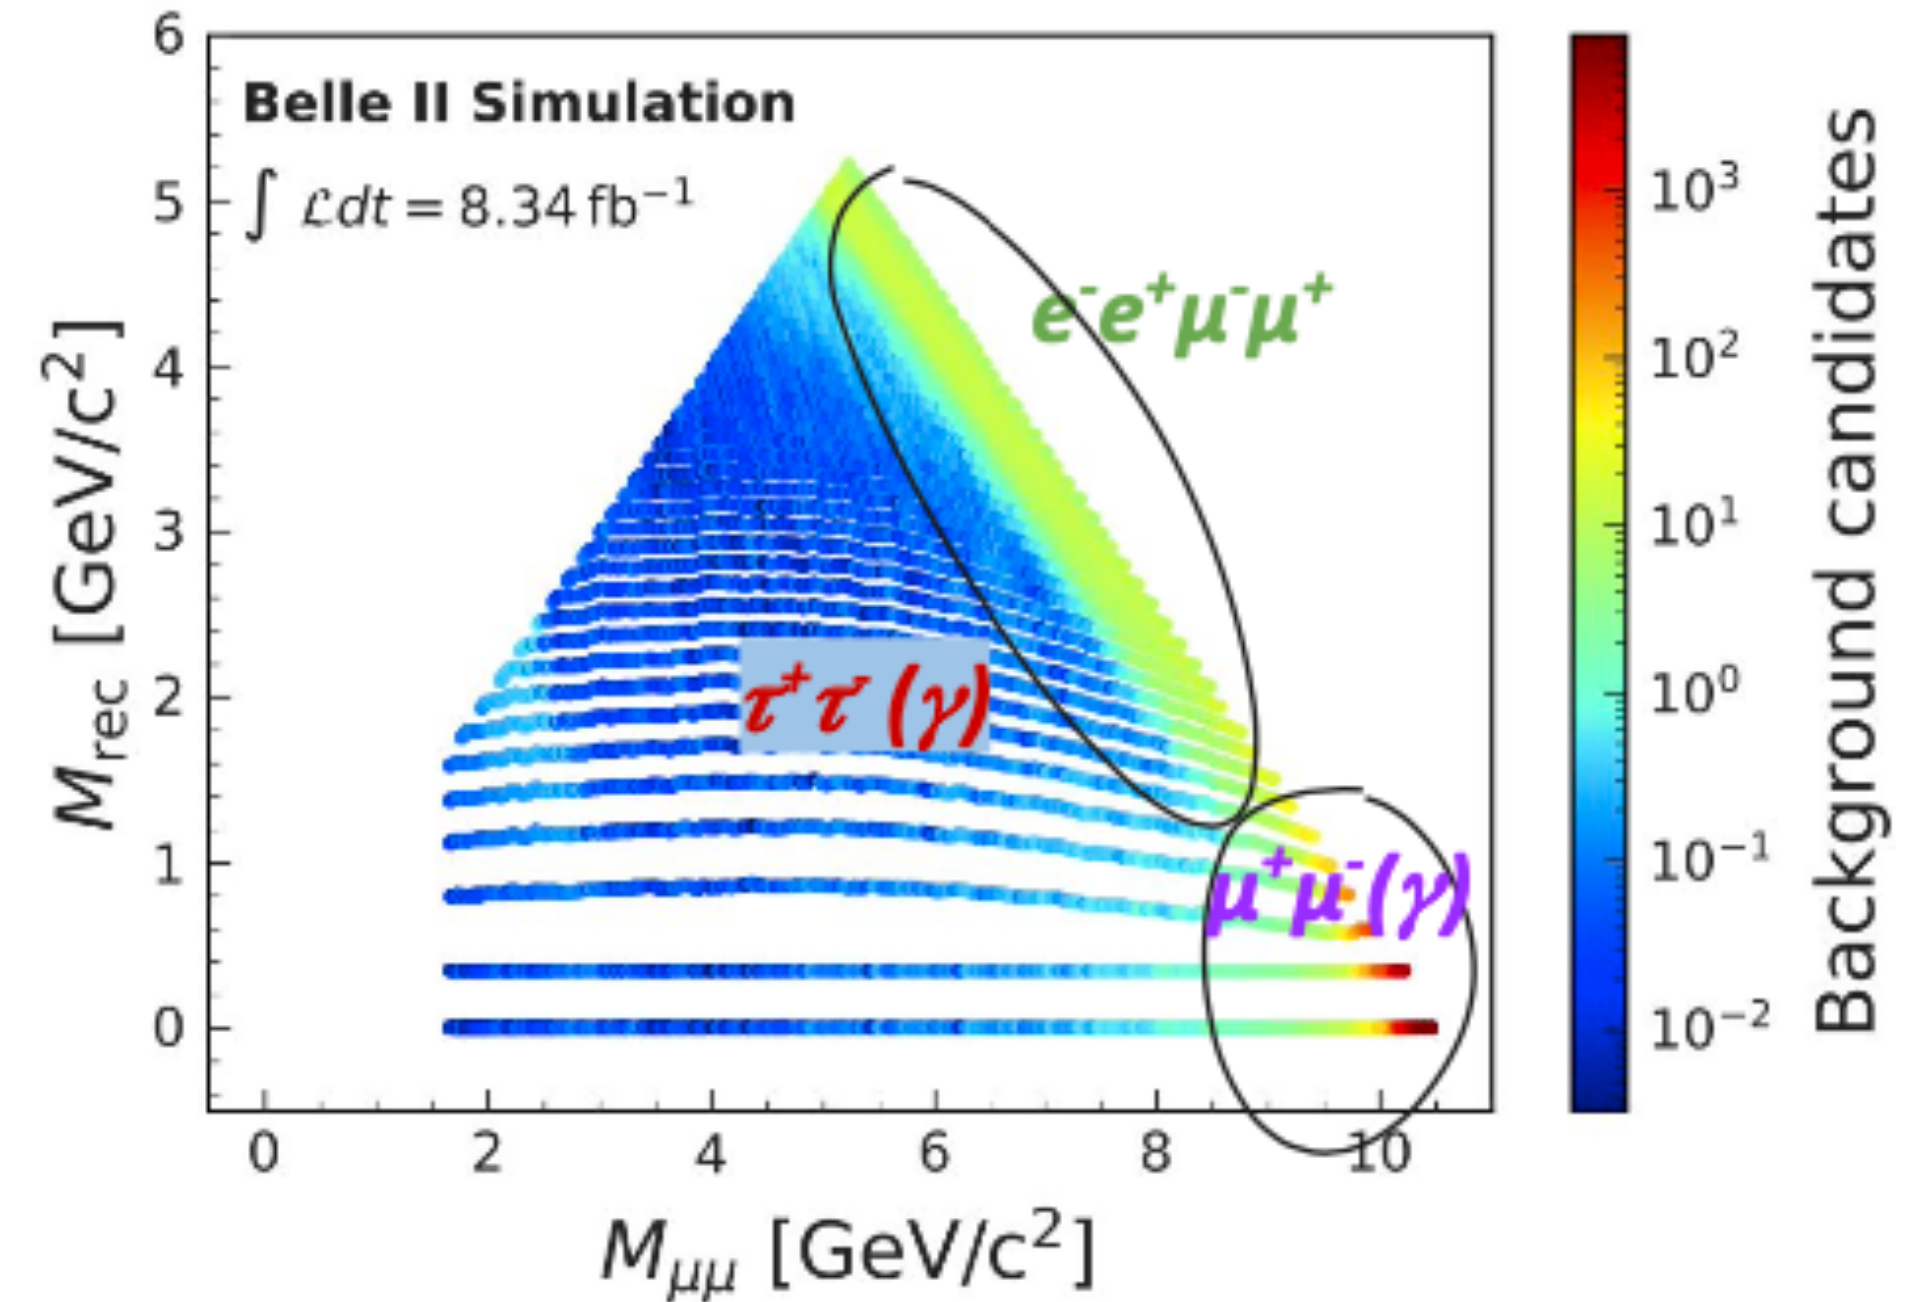 Belle II Simulation
∫ ℒdt = 8.34 fb⁻¹
e⁻e⁺μ⁻μ⁺
τ⁺τ⁻(γ)
μ⁺μ⁻(γ)
6
5
4
3
2
1
0
M_rec [GeV/c²]
0 2 4 6 8 10
M_μμ [GeV/c²]
10³
10²
10¹
10⁰
10⁻¹
10⁻²
Background candidates